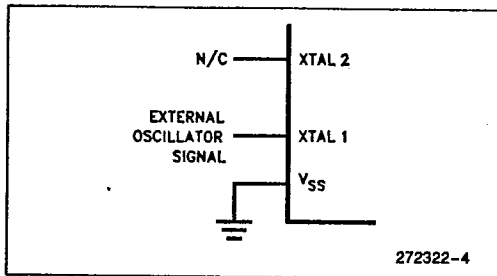 N/C XTAL 2
EXTERNAL
OSCILLATOR XTAL 1
SIGNAL
VSS
272322-4